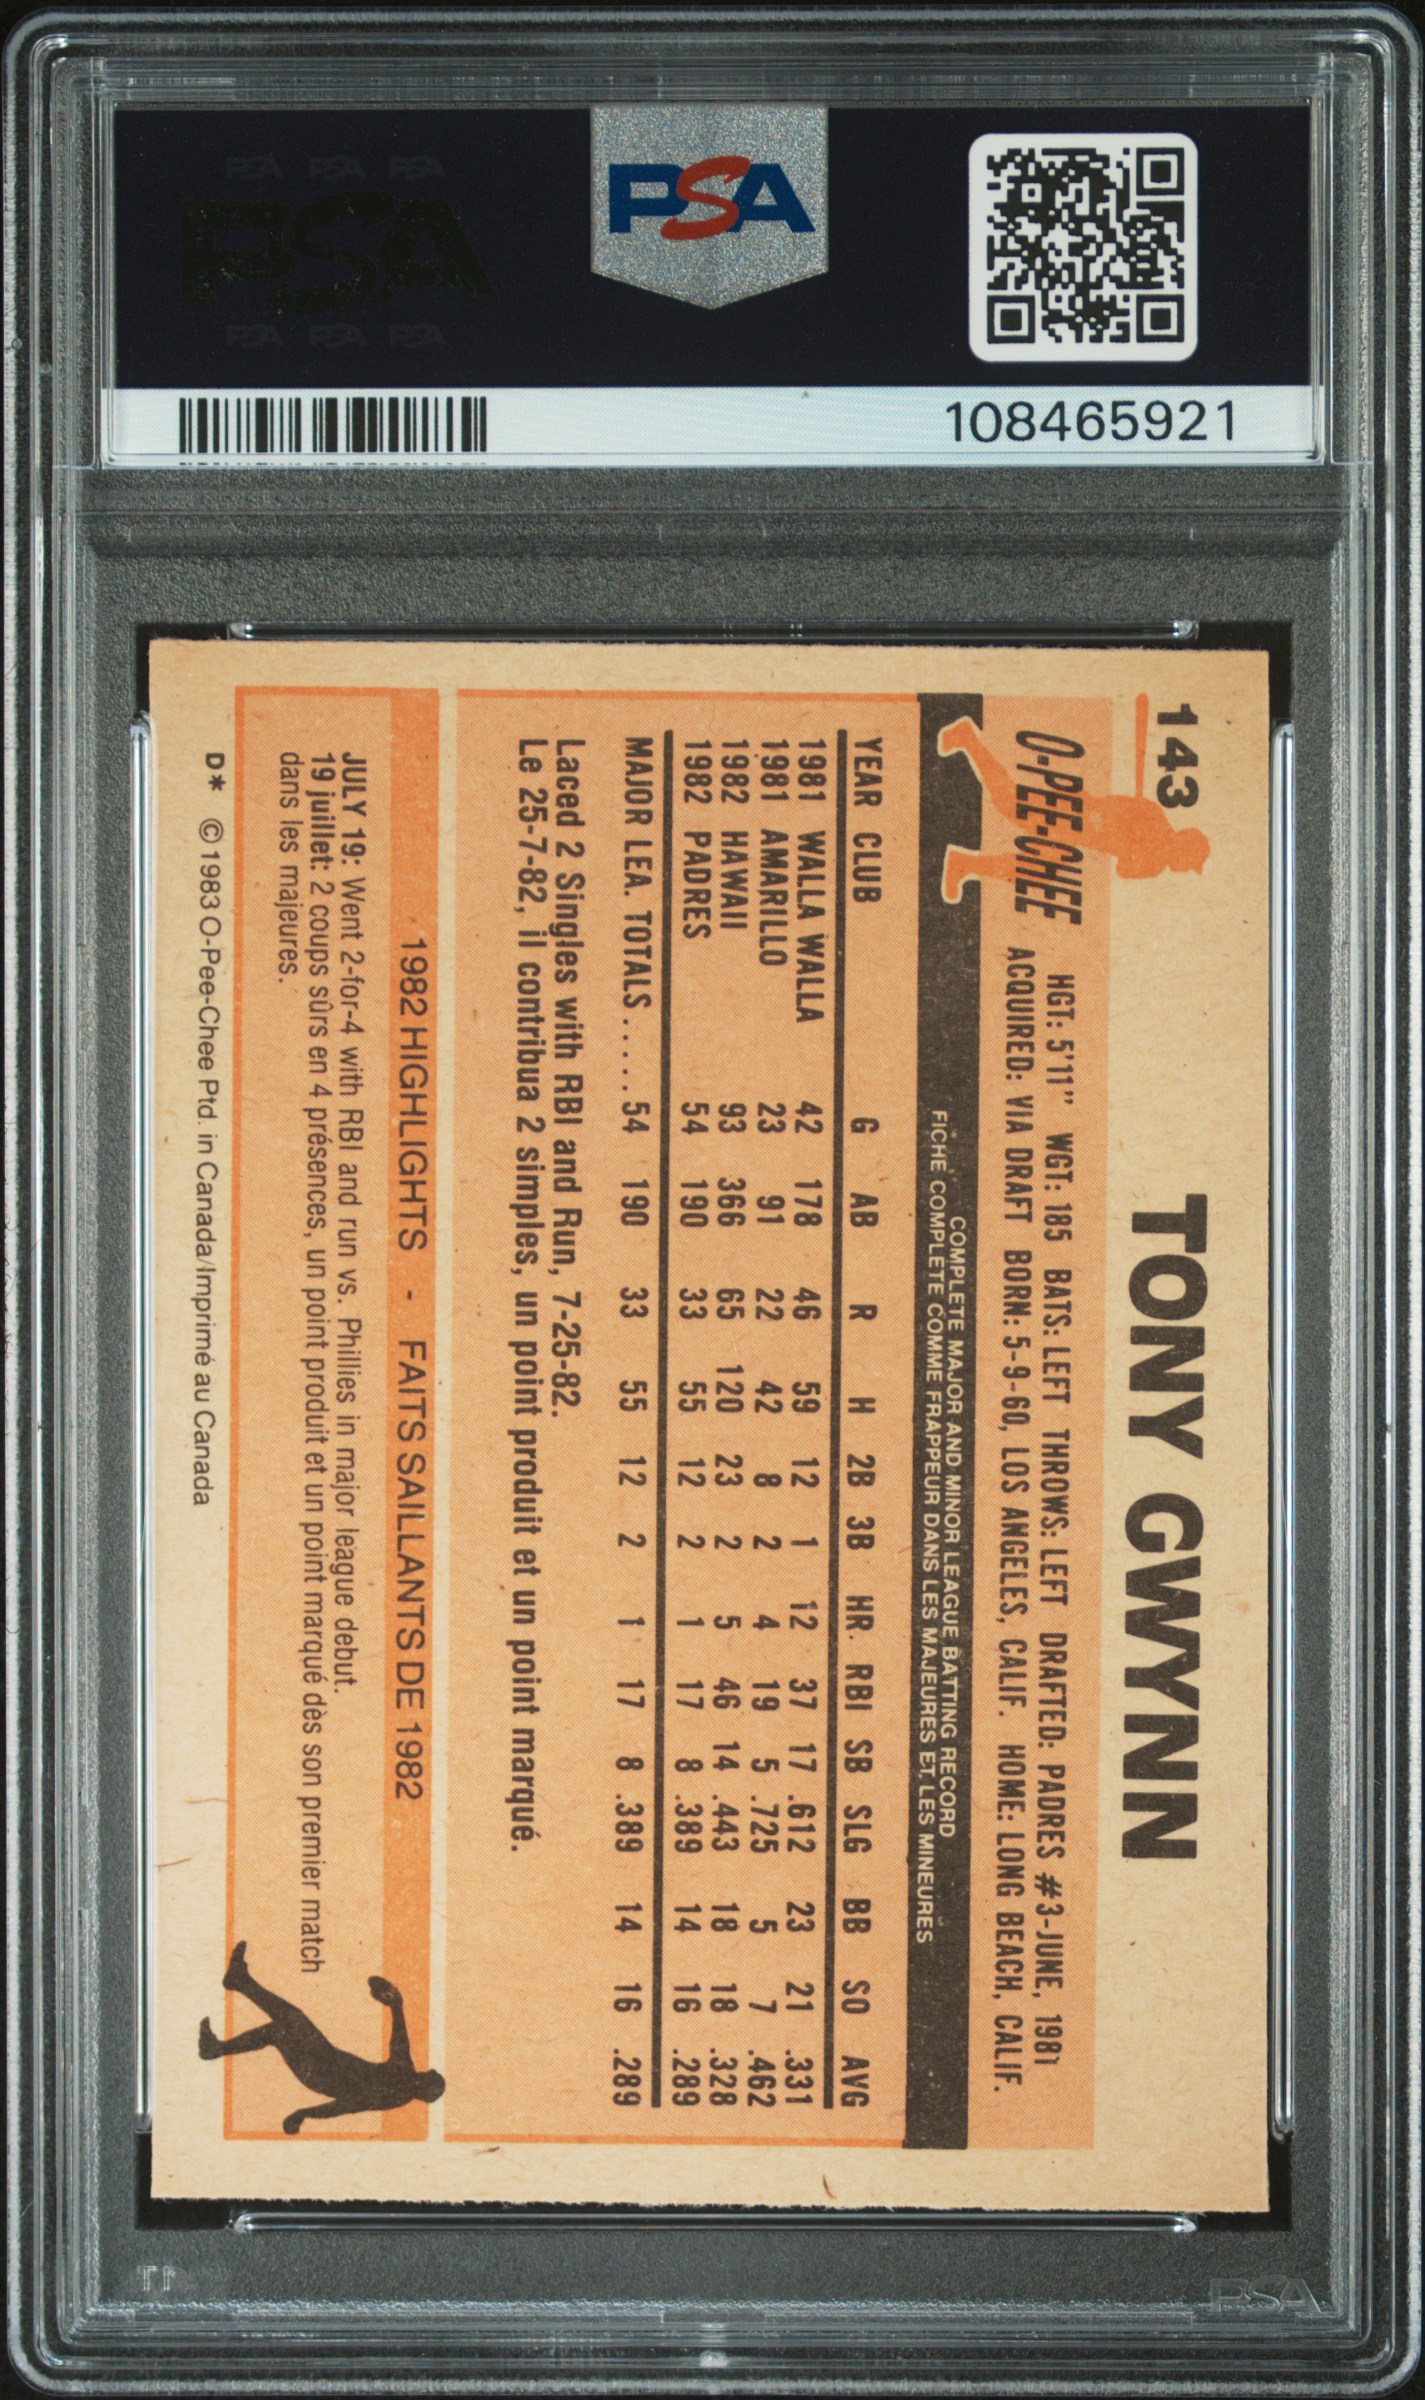 PSA PSA PSA
PSA
PSA PSA PSA
PSA
108465921
143
TONY GWYNN
O-PEE-CHEE
HGT: 5'11" WGT: 185 BATS: LEFT THROWS: LEFT DRAFTED: PADRES #3-JUNE, 1981
ACQUIRED: VIA DRAFT BORN: 5-9-60, LOS ANGELES, CALIF. HOME: LONG BEACH, CALIF.
COMPLETE MAJOR AND MINOR LEAGUE BATTING RECORD
FICHE COMPLETE COMME FRAPPEUR DANS LES MAJEURES ET LES MINEURES
YEAR CLUB G AB R H 2B 3B HR. RBI SB SLG BB SO AVG
1981 WALLA WALLA 42 178 46 59 12 1 12 37 17 .612 23 21 .331
1981 AMARILLO 23 91 22 42 8 2 4 19 5 .725 5 7 .462
1982 HAWAII 93 366 65 120 23 2 5 46 14 .443 18 18 .328
1982 PADRES 54 190 33 55 12 2 1 17 8 .389 14 16 .289
MAJOR LEA. TOTALS ..... 54 190 33 55 12 2 1 17 8 .389 14 16 .289
Laced 2 Singles with RBI and Run, 7-25-82.
Le 25-7-82, il contribua 2 simples, un point produit et un point marqué.
1982 HIGHLIGHTS - FAITS SAILLANTS DE 1982
JULY 19: Went 2-for-4 with RBI and run vs. Phillies in major league debut.
19 juillet: 2 coups sûrs en 4 présences, un point produit et un point marqué dès son premier match
dans les majeures.
D* © 1983 O-Pee-Chee Ptd. in Canada/Imprimé au Canada
PSA